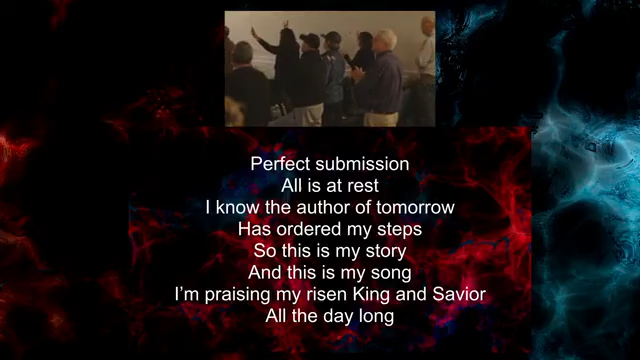 Perfect submission
All is at rest
I know the author of tomorrow
Has ordered my steps
So this is my story
And this is my song
I'm praising my risen King and Savior
All the day long